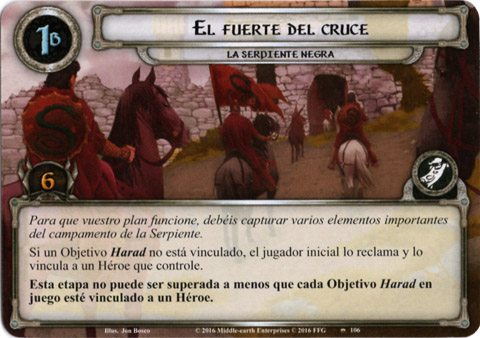 1B
El fuerte del cruce
La Serpiente Negra
6
Para que vuestro plan funcione, debéis capturar varios elementos importantes
del campamento de la Serpiente.
Si un Objetivo Harad no está vinculado, el jugador inicial lo reclama y lo
vincula a un Héroe que controle.
Esta etapa no puede ser superada a menos que cada Objetivo Harad en
juego esté vinculado a un Héroe.
Illus. Jon Bosco
© 2016 Middle-earth Enterprises © 2016 FFG
106